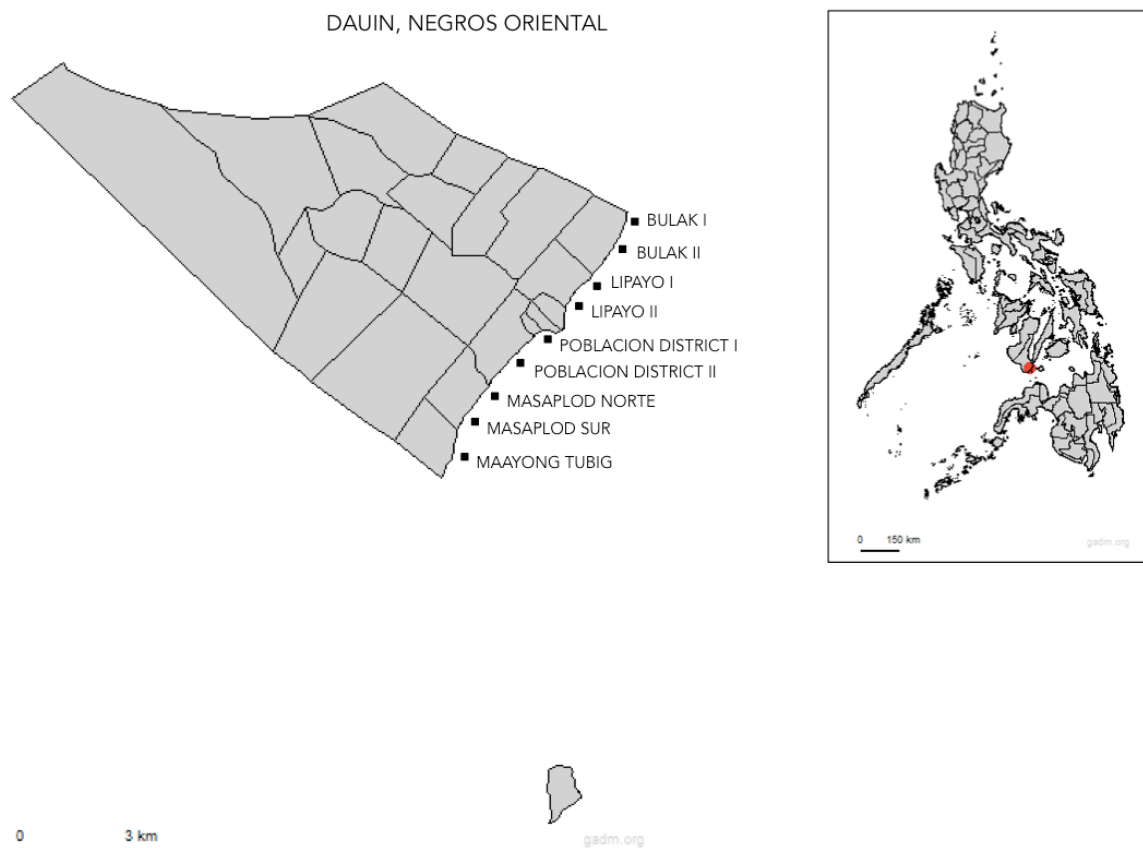 DAUIN, NEGROS ORIENTAL
BULAK I
BULAK II
LIPAYO I
LIPAYO II
POBLACION DISTRICT I
POBLACION DISTRICT II
MASAPLOD NORTE
MASAPLOD SUR
MAAYONG TUBIG
0 150 km
gadm.org
0 3 km
gadm.org